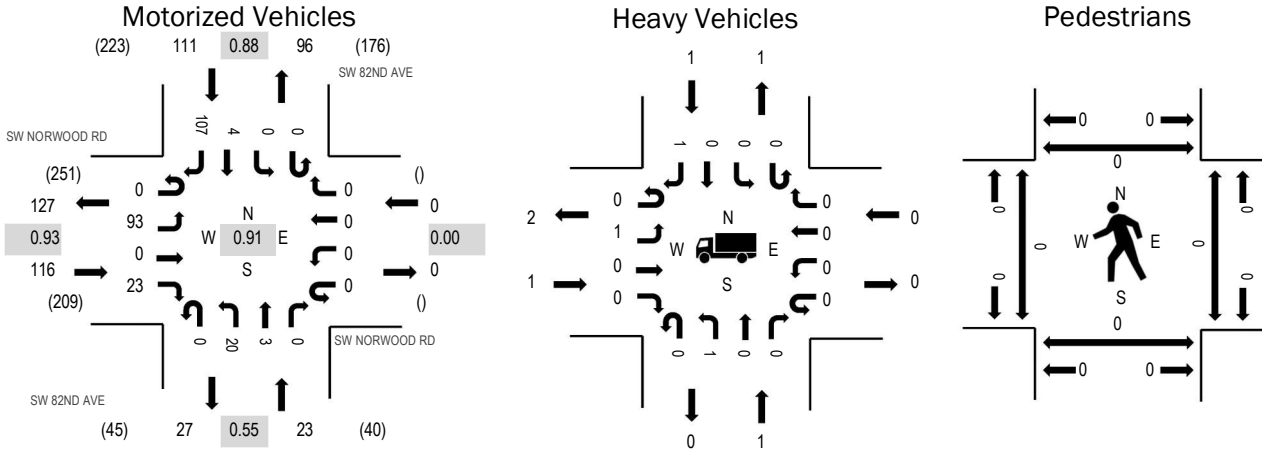 Motorized Vehicles
Heavy Vehicles
Pedestrians
(223) 111 0.88 96 (176)
1 1
SW 82ND AVE
SW NORWOOD RD
107 4 0 0
1 0 0 0
0 0
0
(251) 0 0 ()
127 93 0 0
N
W 0.91 E
S
0.93 0 0 0.00
116 23 0 0
(209) ()
0 20 3 0
SW NORWOOD RD
SW 82ND AVE
(45) 27 0.55 23 (40)
2 0 0 0
1 0
N
W E
S
0 0
1 0 0 0
0 1 0 0
0 1
N
0 0 0 0
W E
S
0 0
0
0 0